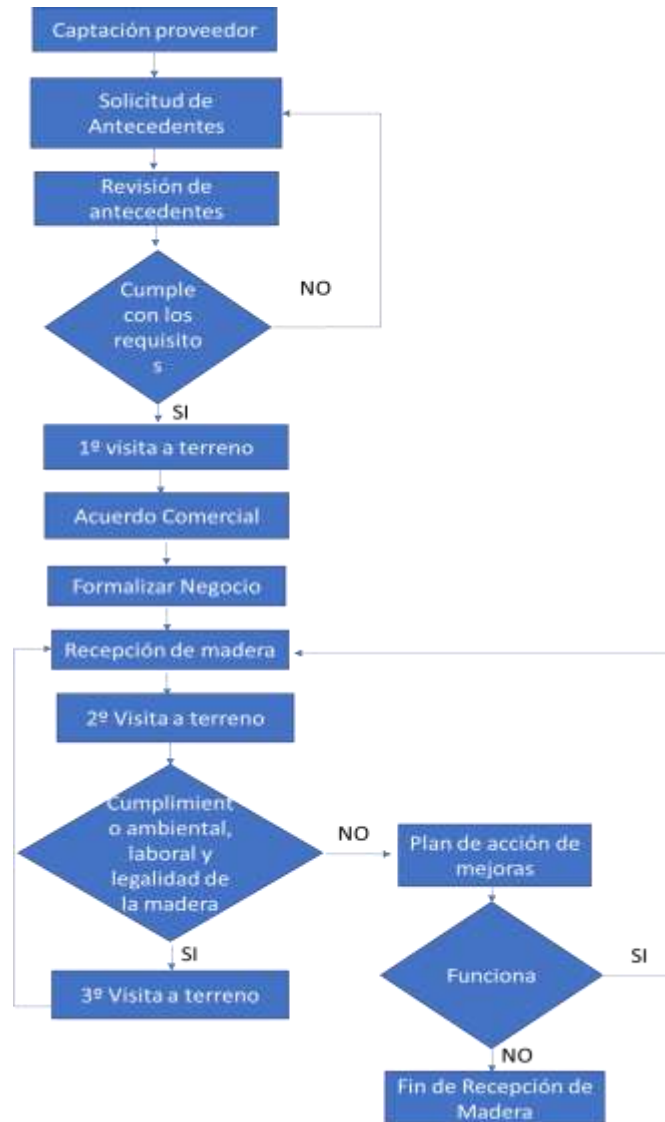 Captación proveedor
Solicitud de
Antecedentes
Revisión de
antecedentes
Cumple
con los
requisito
s
NO
SI
1º visita a terreno
Acuerdo Comercial
Formalizar Negocio
Recepción de madera
2º Visita a terreno
Cumplimient
o ambiental,
laboral y
legalidad de
la madera
NO
Plan de acción de
mejoras
SI
3º Visita a terreno
Funciona
SI
NO
Fin de Recepción de
Madera